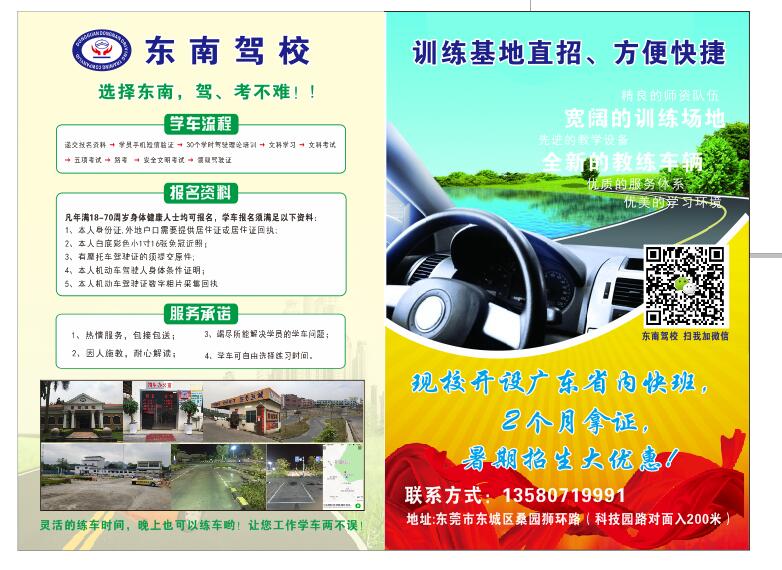 东南驾校
选择东南，驾、考不难！！
学车流程
递交报名资料 → 学员手机短信验证 → 30个学时驾驶理论培训 → 文科学习 → 文科考试
→ 五项考试 → 路考 → 安全文明考试 → 领取驾驶证
报名资料
凡年满18-70周岁身体健康人士均可报名，学车报名须满足以下资料：
1、本人身份证,外地户口需要提供居住证或居住证回执；
2、本人白底彩色小1寸16张免冠近照；
3、有摩托车驾驶证的须提交原件；
4、本人机动车驾驶人身体条件证明；
5、本人机动车驾驶证数字相片采集回执
服务承诺
1、热情服务，包接包送；
3、竭尽所能解决学员的学车问题；
2、因人施教，耐心解读；
4、学车可自由选择练习时间。
灵活的练车时间，晚上也可以练车哟！让您工作学车两不误！
训练基地直招、方便快捷
精良的师资队伍
宽阔的训练场地
先进的教学设备
全新的教练车辆
优质的服务体系
优美的学习环境
东南驾校 扫我加微信
现校开设广东省内快班，
2个月拿证，
暑期招生大优惠！
联系方式：13580719991
地址:东莞市东城区桑园狮环路（科技园路对面入200米）